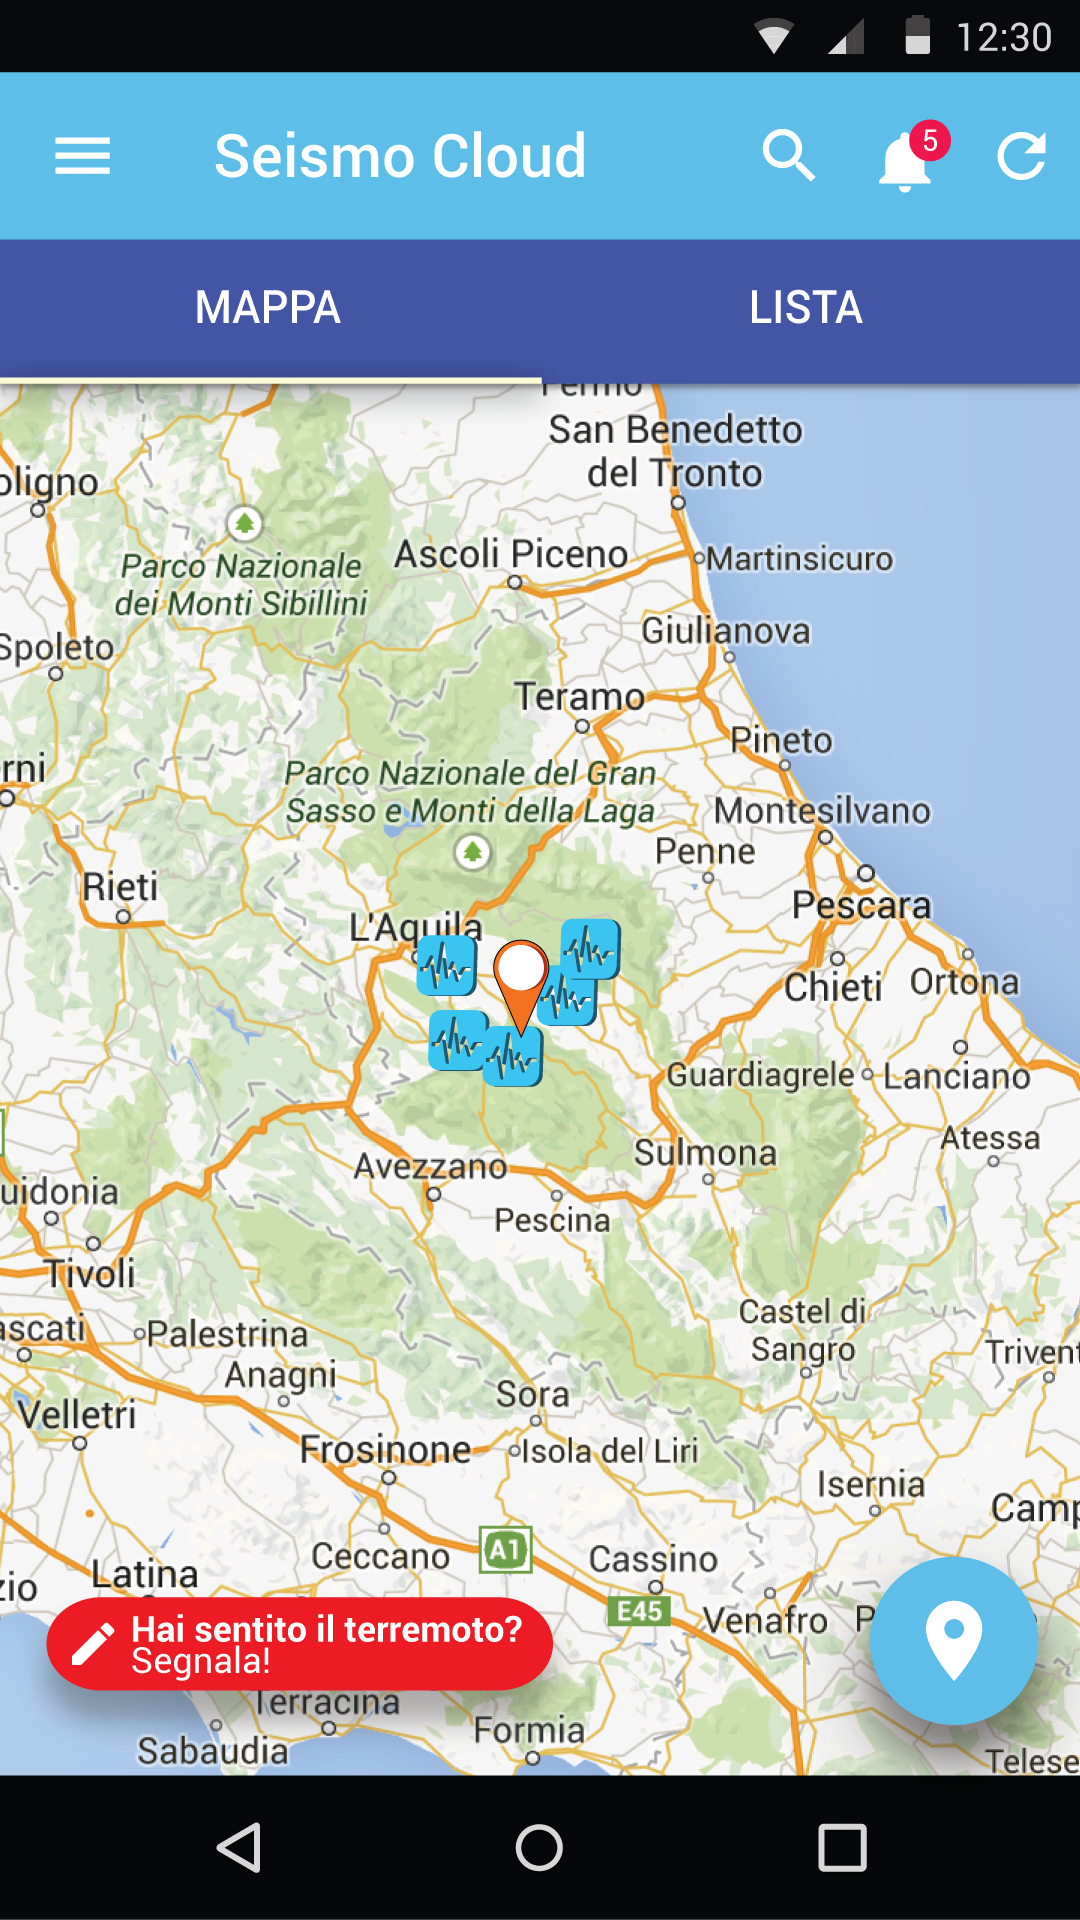 12:30
Seismo Cloud
5
MAPPA
LISTA
Fermo
San Benedetto
del Tronto
oligno
Ascoli Piceno
Martinsicuro
Parco Nazionale
dei Monti Sibillini
Giulianova
Spoleto
Teramo
Pineto
rni
Parco Nazionale del Gran
Sasso e Monti della Laga
Montesilvano
Penne
Rieti
Pescara
L'Aquila
Chieti
Ortona
Guardiagrele
Lanciano
Atessa
Sulmona
Avezzano
uidonia
Pescina
Tivoli
Castel di
Sangro
ascati
Palestrina
Trivent
Anagni
Sora
Velletri
Frosinone
Isola del Liri
Isernia
Camp
A1
Ceccano
Cassino
Latina
zio
E45
Venafro
P
Hai sentito il terremoto?
Segnala!
Terracina
Formia
Sabaudia
Telese